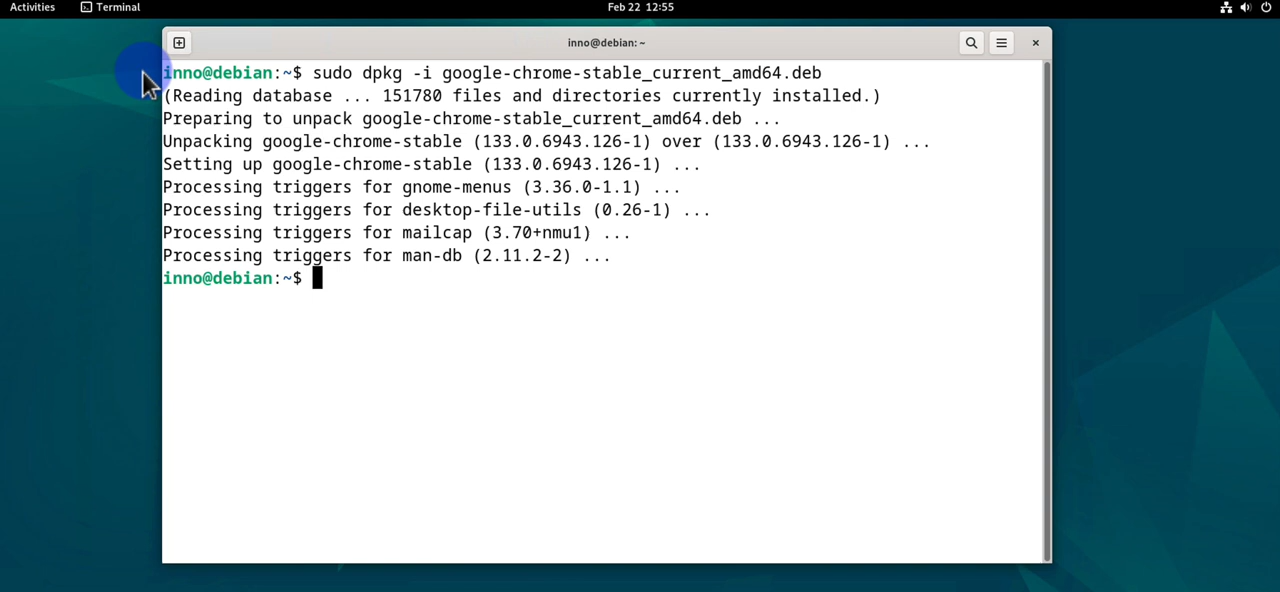 Activities Terminal Feb 22 12:55
inno@debian: ~
inno@debian:~$ sudo dpkg -i google-chrome-stable_current_amd64.deb
(Reading database ... 151780 files and directories currently installed.)
Preparing to unpack google-chrome-stable_current_amd64.deb ...
Unpacking google-chrome-stable (133.0.6943.126-1) over (133.0.6943.126-1) ...
Setting up google-chrome-stable (133.0.6943.126-1) ...
Processing triggers for gnome-menus (3.36.0-1.1) ...
Processing triggers for desktop-file-utils (0.26-1) ...
Processing triggers for mailcap (3.70+nmu1) ...
Processing triggers for man-db (2.11.2-2) ...
inno@debian:~$